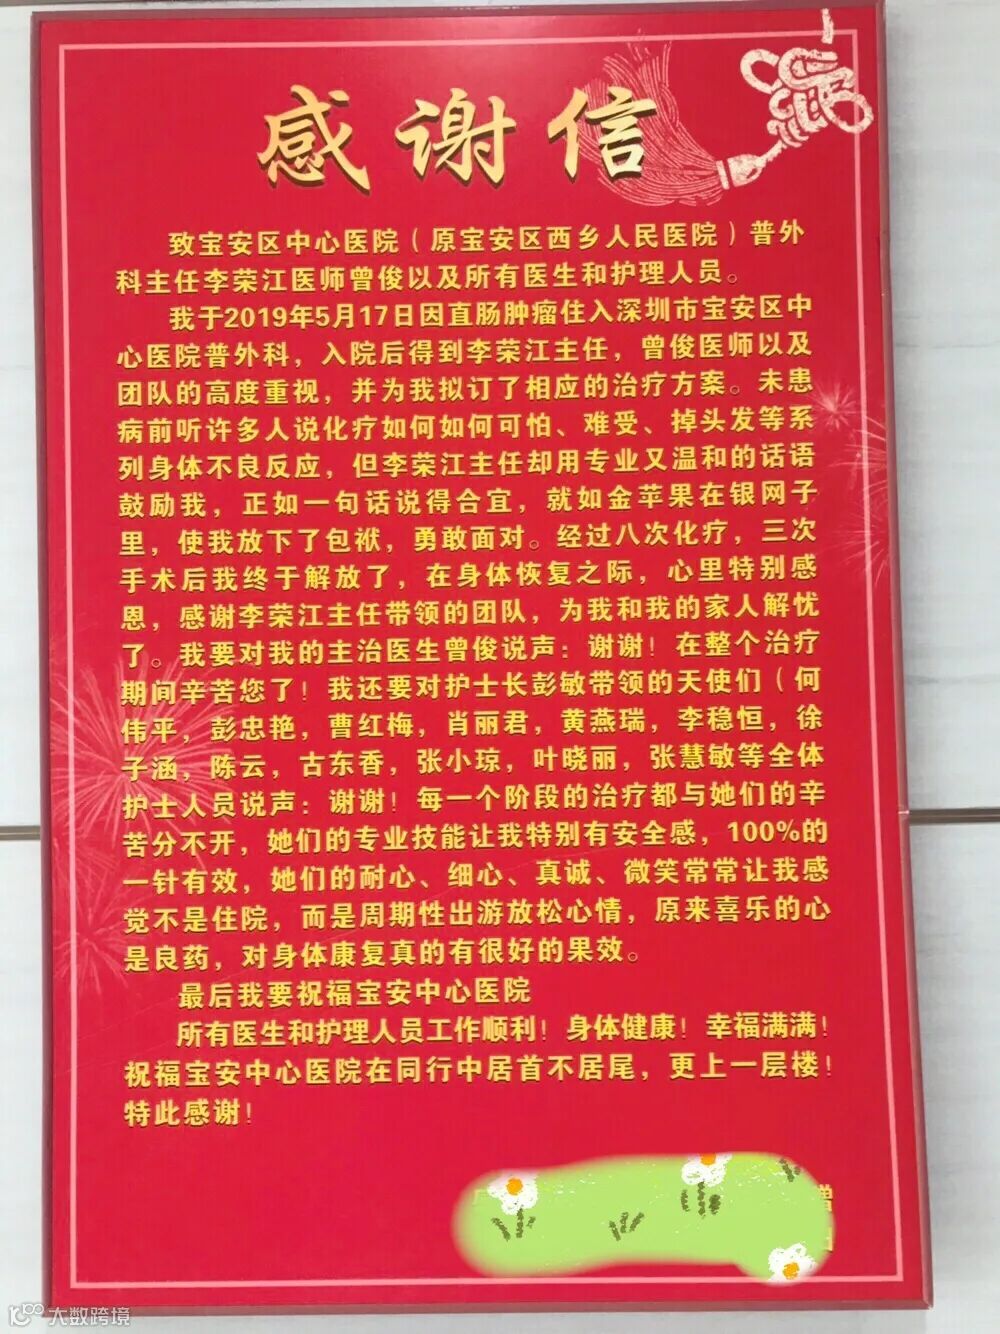 感谢信
致宝安区中心医院（原宝安区西乡人民医院）普外
科主任李荣江医师曾俊以及所有医生和护理人员。
我于2019年5月17日因直肠肿瘤住入深圳市宝安区中
心医院普外科，入院后得到李荣江主任，曾俊医师以及
团队的高度重视，并为我拟订了相应的治疗方案。未患
病前听许多人说化疗如何如何可怕、难受、掉头发等系
列身体不良反应，但李荣江主任却用专业又温和的话语
鼓励我，正如一句话说得合宜，就如金苹果在银网子
里，使我放下了包袱，勇敢面对。经过八次化疗，三次
手术后我终于解放了，在身体恢复之际，心里特别感
恩，感谢李荣江主任带领的团队，为我和我的家人解忧
了。我要对我的主治医生曾俊说声：谢谢！在整个治疗
期间辛苦您了！我还要对护士长彭敏带领的天使们（何
伟平，彭忠艳，曹红梅，肖丽君，黄燕瑞，李稳恒，徐
子涵，陈云，古东香，张小琼，叶晓丽，张慧敏等全体
护士人员说声：谢谢！每一个阶段的治疗都与她们的辛
苦分不开，她们的专业技能让我特别有安全感，100%的
一针有效，她们的耐心、细心、真诚、微笑常常让我感
觉不是住院，而是周期性出游放松心情，原来喜乐的心
是良药，对身体康复真的有很好的果效。
最后我要祝福宝安中心医院
所有医生和护理人员工作顺利！身体健康！幸福满满！
祝福宝安中心医院在同行中居首不居尾，更上一层楼！
特此感谢！
大数跨境